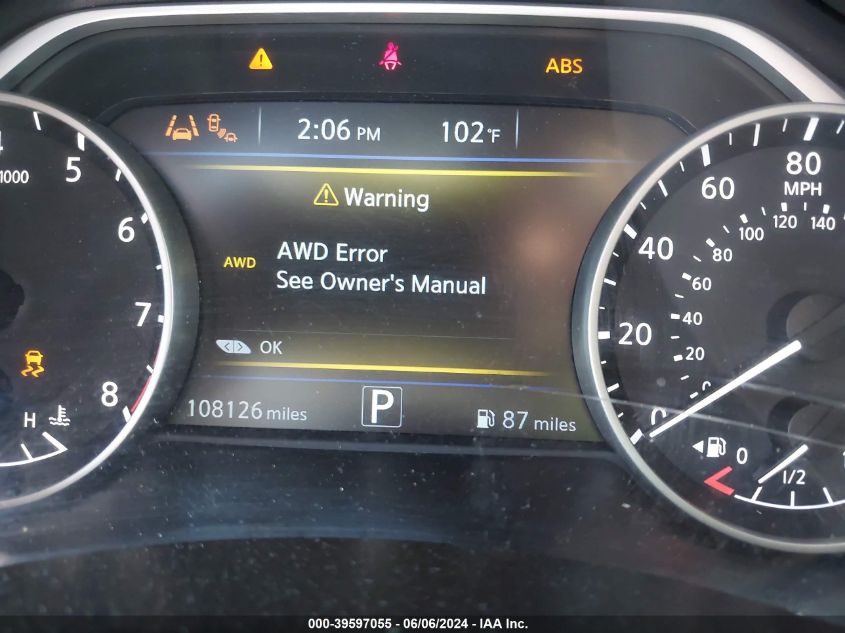 ABS
2:06 PM 102°F
Warning
AWD
AWD Error
See Owner's Manual
OK
108126 miles
P
87 miles
1000
5
6
7
8
H
80
MPH
60
40
20
0
140
120
100
80
60
40
20
0
0
1/2
000-39597055 - 06/06/2024 - IAA Inc.